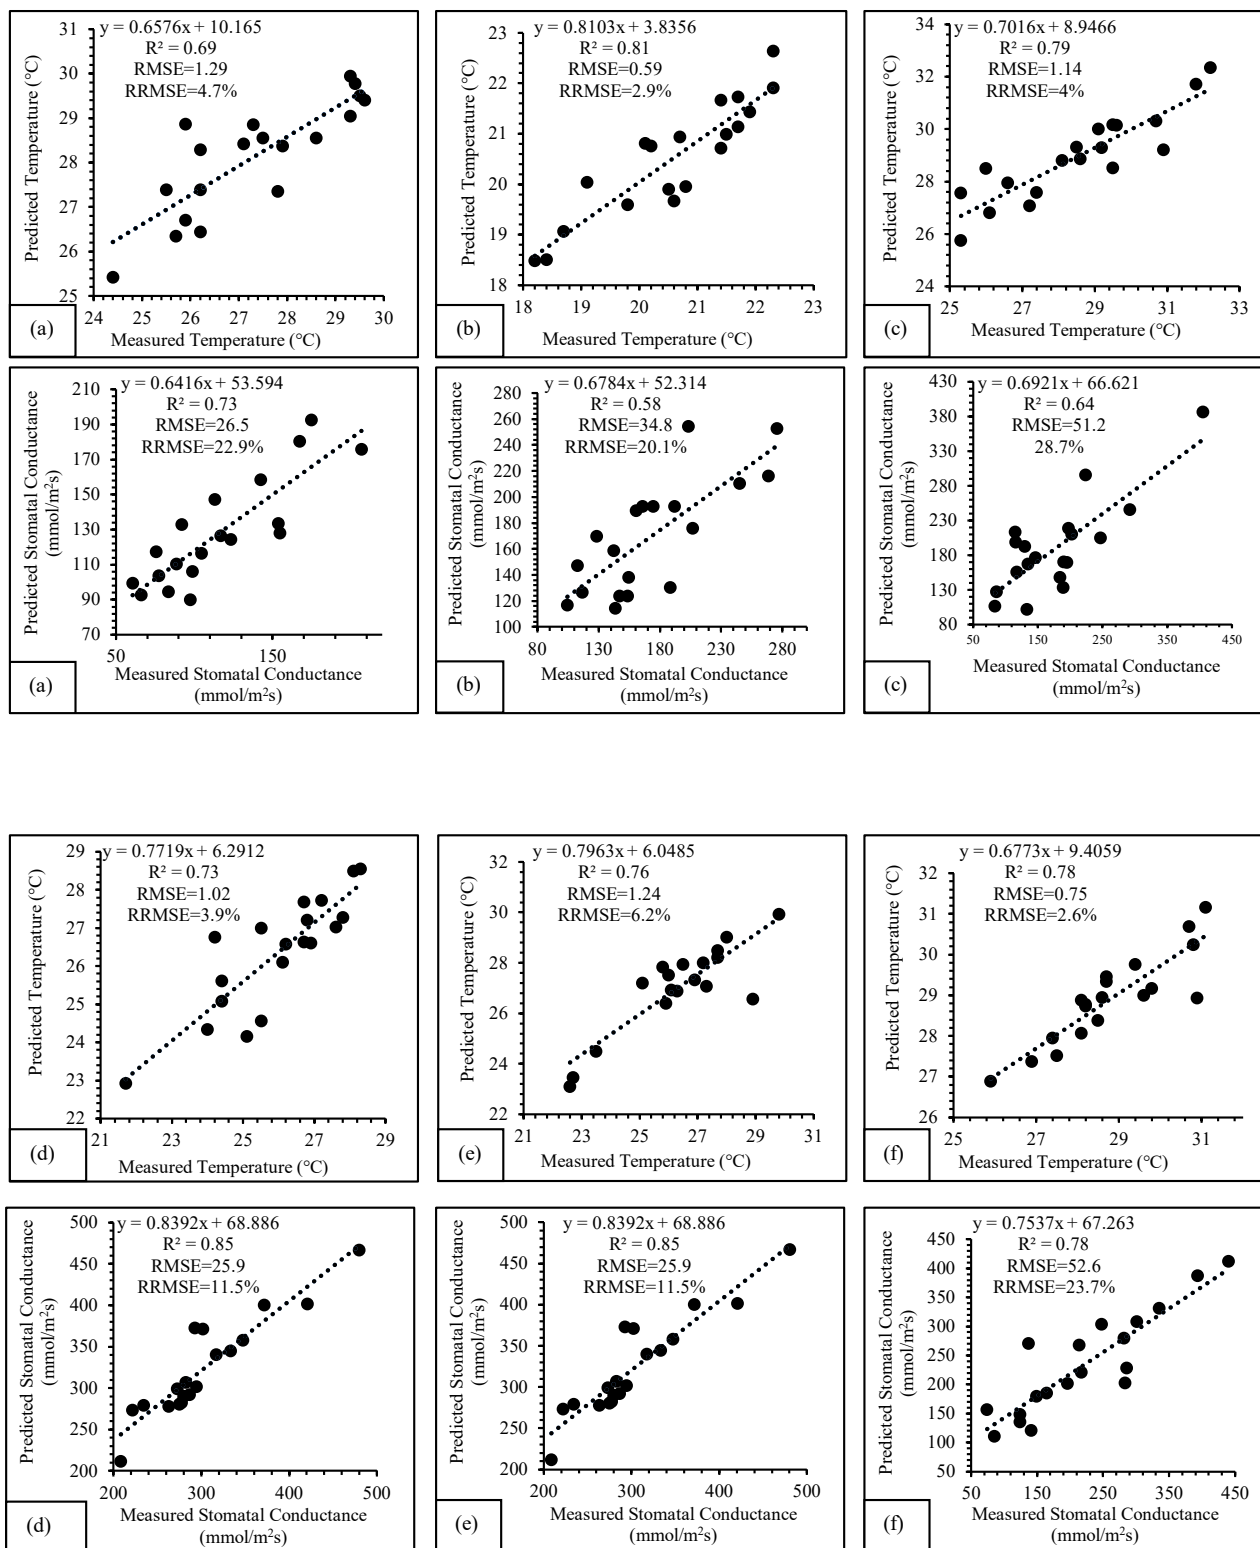 y = 0.6576x + 10.165
R² = 0.69
RMSE=1.29
RRMSE=4.7%
Predicted Temperature (°C)
31
30
29
28
27
26
25
24 25 26 27 28 29 30
Measured Temperature (°C)
(a)
y = 0.8103x + 3.8356
R² = 0.81
RMSE=0.59
RRMSE=2.9%
Predicted Temperature (°C)
23
22
21
20
19
18
18 19 20 21 22 23
Measured Temperature (°C)
(b)
y = 0.7016x + 8.9466
R² = 0.79
RMSE=1.14
RRMSE=4%
Predicted Temperature (°C)
34
32
30
28
26
24
25 27 29 31 33
Measured Temperature (°C)
(c)
y = 0.6416x + 53.594
R² = 0.73
RMSE=26.5
RRMSE=22.9%
Predicted Stomatal Conductance
(mmol/m²s)
210
190
170
150
130
110
90
70
50 150
Measured Stomatal Conductance
(mmol/m²s)
(a)
y = 0.6784x + 52.314
R² = 0.58
RMSE=34.8
RRMSE=20.1%
Predicted Stomatal Conductance
(mmol/m²s)
280
260
240
220
200
180
160
140
120
100
80 130 180 230 280
Measured Stomatal Conductance
(mmol/m²s)
(b)
y = 0.6921x + 66.621
R² = 0.64
RMSE=51.2
28.7%
Predicted Stomatal Conductance
(mmol/m²s)
430
380
330
280
230
180
130
80
50 150 250 350 450
Measured Stomatal Conductance
(mmol/m²s)
(c)
y = 0.7719x + 6.2912
R² = 0.73
RMSE=1.02
RRMSE=3.9%
Predicted Temperature (°C)
29
28
27
26
25
24
23
22
21 23 25 27 29
Measured Temperature (°C)
(d)
y = 0.7963x + 6.0485
R² = 0.76
RMSE=1.24
RRMSE=6.2%
Predicted Temperature (°C)
32
30
28
26
24
22
21 23 25 27 29 31
Measured Temperature (°C)
(e)
y = 0.6773x + 9.4059
R² = 0.78
RMSE=0.75
RRMSE=2.6%
Predicted Temperature (°C)
32
31
30
29
28
27
26
25 27 29 31
Measured Temperature (°C)
(f)
y = 0.8392x + 68.886
R² = 0.85
RMSE=25.9
RRMSE=11.5%
Predicted Stomatal Conductance
(mmol/m²s)
500
450
400
350
300
250
200
200 300 400 500
Measured Stomatal Conductance
(mmol/m²s)
(d)
y = 0.8392x + 68.886
R² = 0.85
RMSE=25.9
RRMSE=11.5%
Predicted Stomatal Conductance
(mmol/m²s)
500
450
400
350
300
250
200
200 300 400 500
Measured Stomatal Conductance
(mmol/m²s)
(e)
y = 0.7537x + 67.263
R² = 0.78
RMSE=52.6
RRMSE=23.7%
Predicted Stomatal Conductance
(mmol/m²s)
450
400
350
300
250
200
150
100
50
50 150 250 350 450
Measured Stomatal Conductance
(mmol/m²s)
(f)